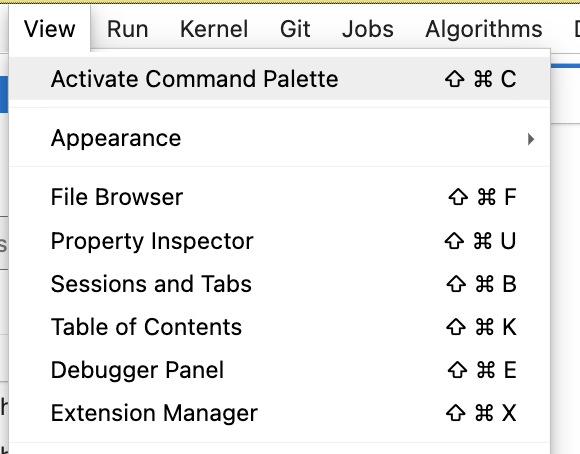 View Run Kernel Git Jobs Algorithms
Activate Command Palette ⇧ ⌘ C
Appearance
File Browser ⇧ ⌘ F
Property Inspector ⇧ ⌘ U
Sessions and Tabs ⇧ ⌘ B
Table of Contents ⇧ ⌘ K
Debugger Panel ⇧ ⌘ E
Extension Manager ⇧ ⌘ X